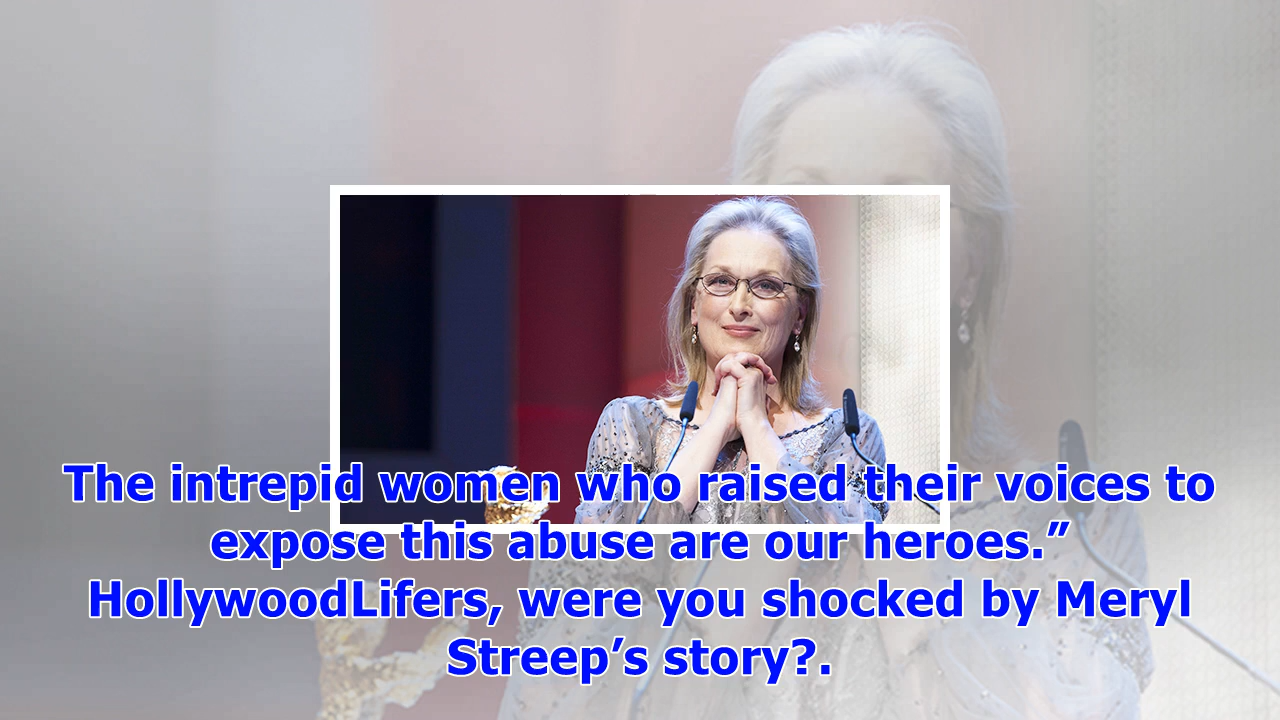 The intrepid women who raised their voices to
expose this abuse are our heroes.”
HollywoodLifers, were you shocked by Meryl
Streep’s story?.